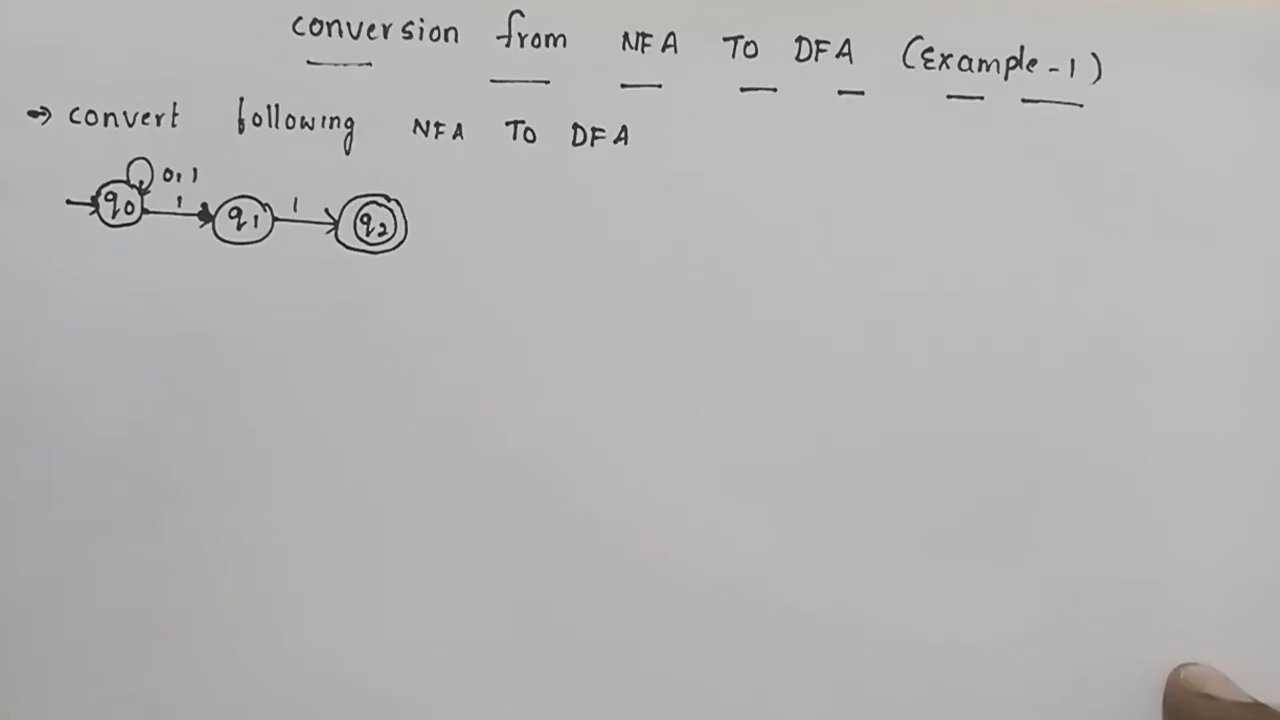 conversion from NFA TO DFA (Example-1)
→ convert following NFA TO DFA
0,1
q0 1 q1 1 q2